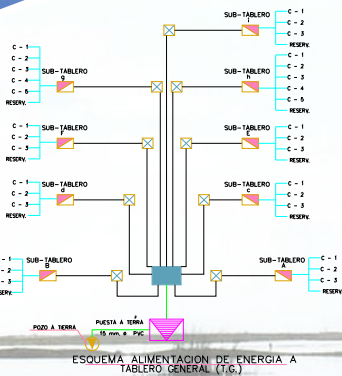 SUB-TABLERO
i
C - 1
C - 2
C - 3
RESERV.
C - 1
C - 2
C - 3
C - 4
C - 5
RESERV.
SUB-TABLERO
g
SUB-TABLERO
h
C - 1
C - 2
C - 3
C - 4
C - 5
RESERV.
C - 1
C - 2
C - 3
RESERV.
SUB-TABLERO
F
SUB-TABLERO
E
C - 1
C - 2
C - 3
RESERV.
C - 1
C - 2
C - 3
RESERV.
SUB-TABLERO
d
SUB-TABLERO
c
C - 1
C - 2
C - 3
RESERV.
C - 1
- 2
- 3
RESERV.
SUB-TABLERO
B
SUB-TABLERO
A
C - 1
C - 2
C - 3
RESERV.
POZO A TIERRA
PUESTA A TERRA
15 mm. ø PVC
ESQUEMA ALIMENTACION DE ENERGIA A
TABLERO GENERAL (T.G.)